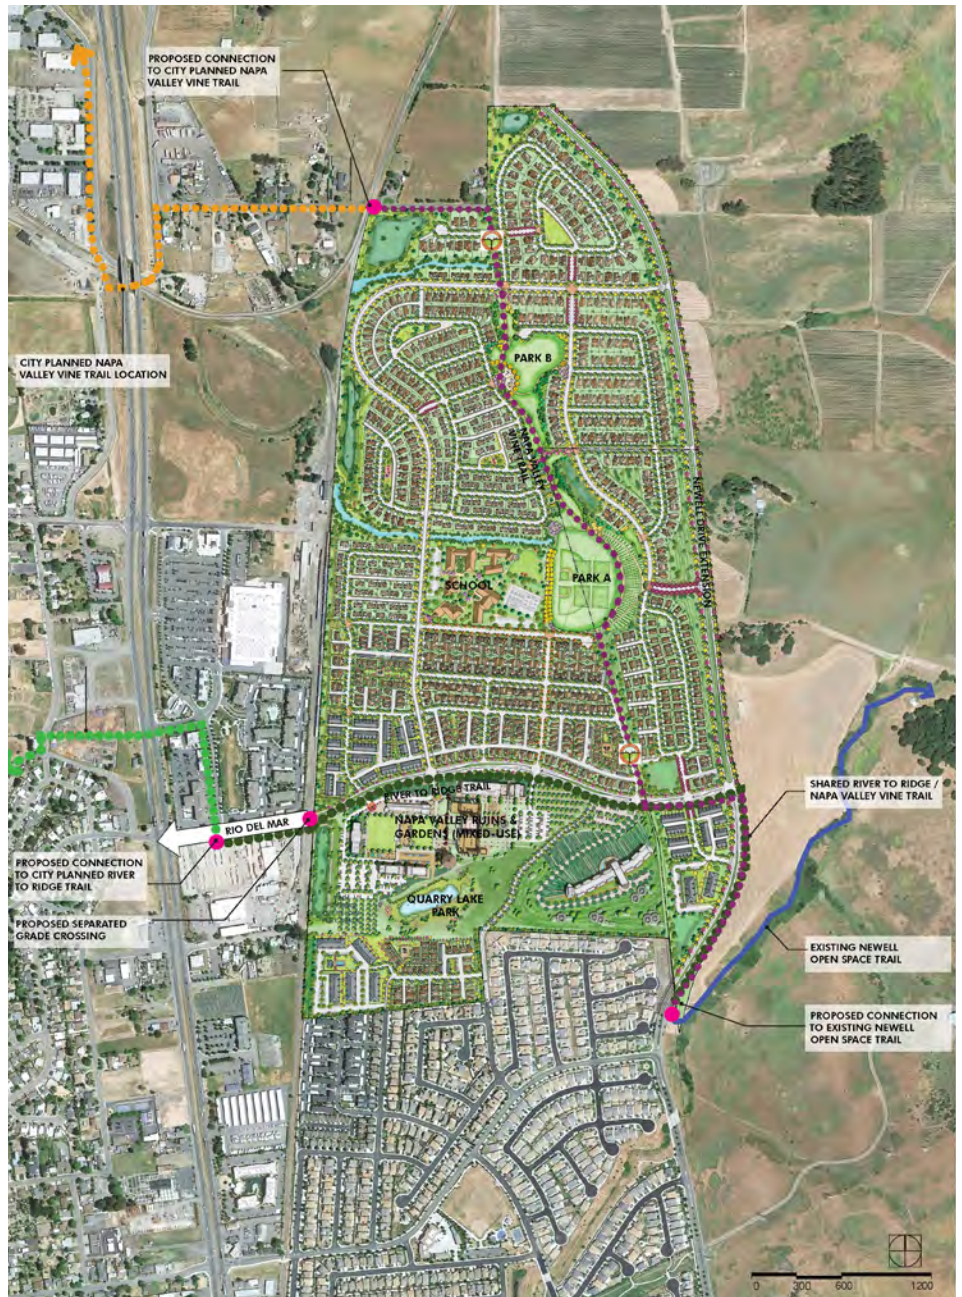 PROPOSED CONNECTION
TO CITY PLANNED NAPA
VALLEY VINE TRAIL
CITY PLANNED NAPA
VALLEY VINE TRAIL LOCATION
PARK B
NAPA VALLEY
VINE TRAIL
NEWELL DRIVE EXTENSION
SCHOOL
PARK A
RIVER TO RIDGE TRAIL
SHARED RIVER TO RIDGE /
NAPA VALLEY VINE TRAIL
RIO DEL MAR
NAPA VALLEY RUINS &
GARDENS (MIXED-USE)
PROPOSED CONNECTION
TO CITY PLANNED RIVER
TO RIDGE TRAIL
QUARRY LAKE
PARK
PROPOSED SEPARATED
GRADE CROSSING
EXISTING NEWELL
OPEN SPACE TRAIL
PROPOSED CONNECTION
TO EXISTING NEWELL
OPEN SPACE TRAIL
0 300 600 1200